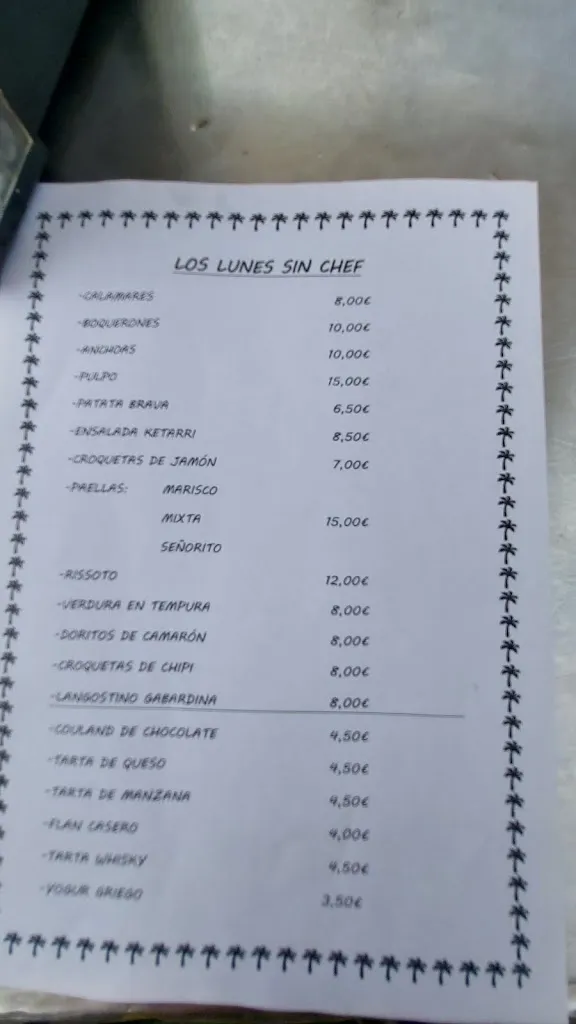 LOS LUNES SIN CHEF
-CALAMARES 8,00€
-BOQUERONES 10,00€
-ANCHOAS 10,00€
-PULPO 15,00€
-PATATA BRAVA 6,50€
-ENSALADA KETARRI 8,50€
-CROQUETAS DE JAMÓN 7,00€
-PAELLAS: MARISCO
MIXTA 15,00€
SEÑORITO
-RISSOTO 12,00€
-VERDURA EN TEMPURA 8,00€
-DORITOS DE CAMARÓN 8,00€
-CROQUETAS DE CHIPI 8,00€
-LANGOSTINO GABARDINA 8,00€
-COULAND DE CHOCOLATE 4,50€
-TARTA DE QUESO 4,50€
-TARTA DE MANZANA 4,50€
-FLAN CASERO 4,00€
-TARTA WHISKY 4,50€
-YOGUR GRIEGO 3,50€